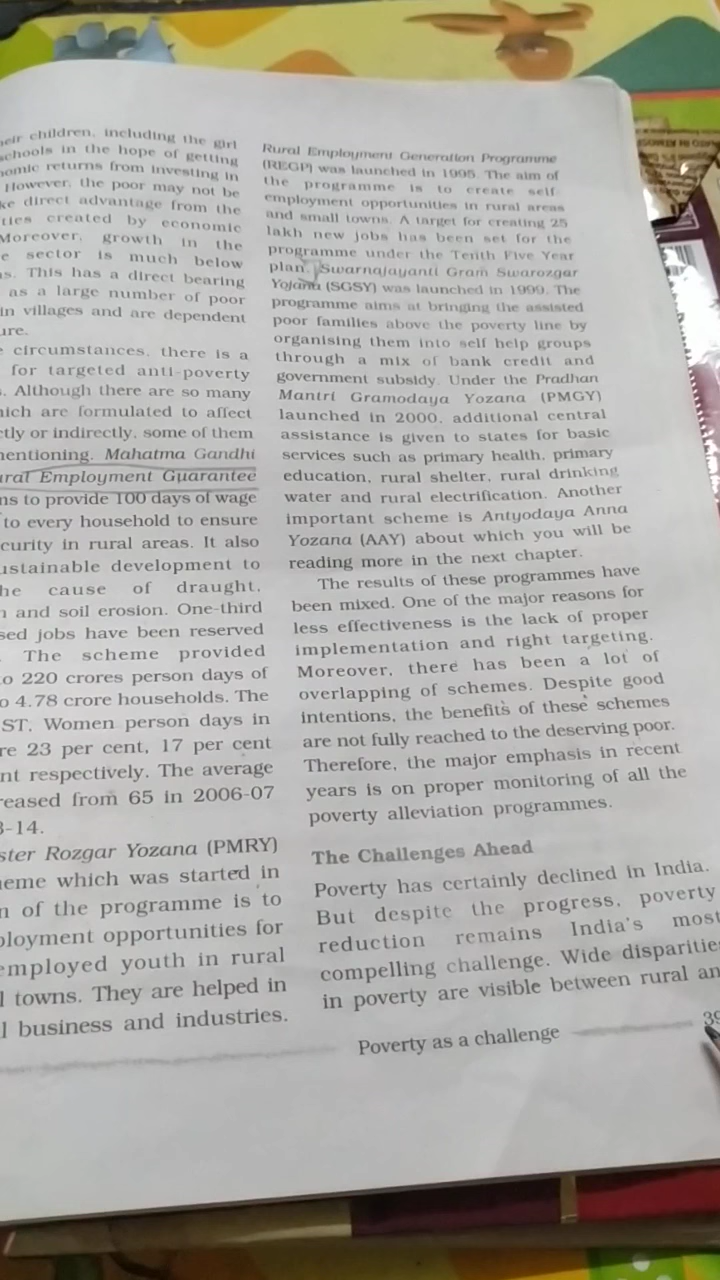 eir children, including the girl
schools in the hope of getting
nomic returns from investing in
However, the poor may not be
ke direct advantage from the
ties created by economic
Moreover, growth in the
e sector is much below
s. This has a direct bearing
as a large number of poor
in villages and are dependent
ure.
e circumstances, there is a
for targeted anti-poverty
. Although there are so many
hich are formulated to affect
ctly or indirectly, some of them
mentioning. Mahatma Gandhi
ural Employment Guarantee
ns to provide 100 days of wage
to every household to ensure
curity in rural areas. It also
ustainable development to
he cause of draught,
n and soil erosion. One-third
sed jobs have been reserved
. The scheme provided
o 220 crores person days of
o 4.78 crore households. The
ST, Women person days in
re 23 per cent, 17 per cent
nt respectively. The average
reased from 65 in 2006-07
3-14.
ster Rozgar Yozana (PMRY)
eme which was started in
n of the programme is to
ployment opportunities for
employed youth in rural
l towns. They are helped in
l business and industries.
Rural Employment Generation Programme
(REGP) was launched in 1995. The aim of
the programme is to create self
employment opportunities in rural areas
and small towns. A target for creating 25
lakh new jobs has been set for the
programme under the Tenth Five Year
plan. Swarnajayanti Gram Swarozgar
Yojana (SGSY) was launched in 1999. The
programme aims at bringing the assisted
poor families above the poverty line by
organising them into self help groups
through a mix of bank credit and
government subsidy. Under the Pradhan
Mantri Gramodaya Yozana (PMGY)
launched in 2000, additional central
assistance is given to states for basic
services such as primary health, primary
education, rural shelter, rural drinking
water and rural electrification. Another
important scheme is Antyodaya Anna
Yozana (AAY) about which you will be
reading more in the next chapter.
The results of these programmes have
been mixed. One of the major reasons for
less effectiveness is the lack of proper
implementation and right targeting.
Moreover, there has been a lot of
overlapping of schemes. Despite good
intentions, the benefits of these schemes
are not fully reached to the deserving poor.
Therefore, the major emphasis in recent
years is on proper monitoring of all the
poverty alleviation programmes.
The Challenges Ahead
Poverty has certainly declined in India.
But despite the progress, poverty
reduction remains India's most
compelling challenge. Wide disparitie
in poverty are visible between rural an
Poverty as a challenge
39